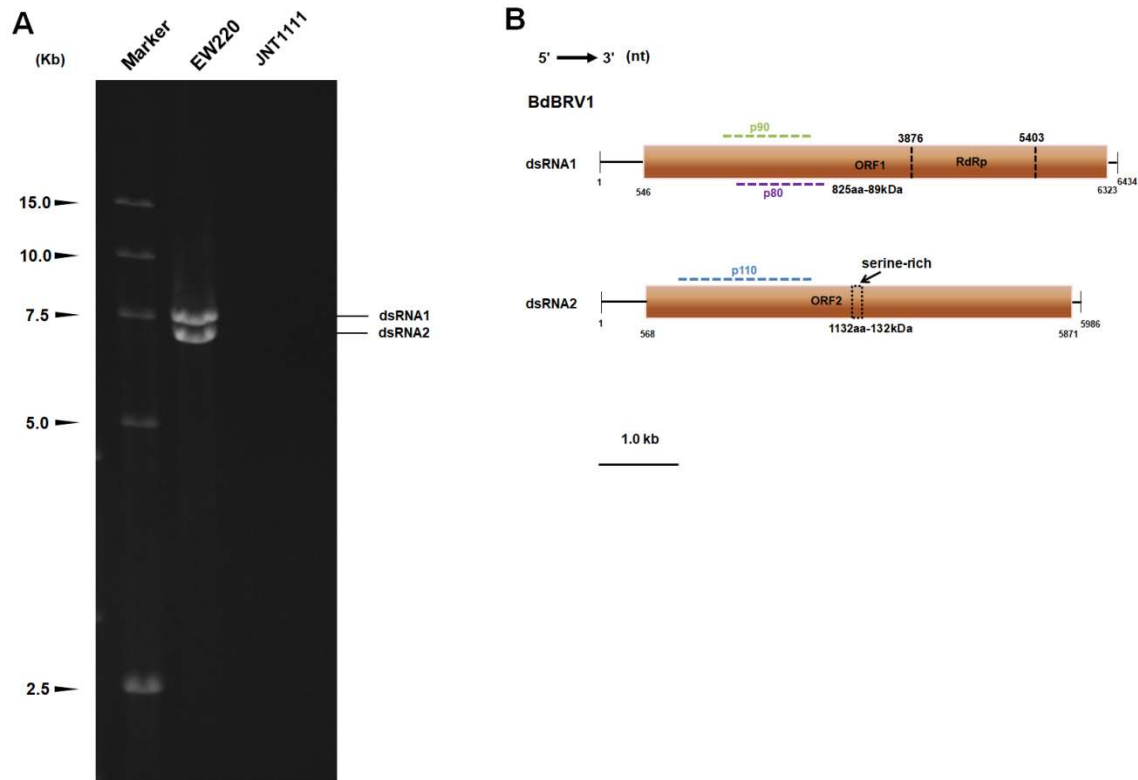 A
(Kb)
Marker
EW220
JNT1111
15.0
10.0
7.5
5.0
2.5
dsRNA1
dsRNA2
B
5' 3' (nt)
BdBRV1
p90
3876 5403
dsRNA1
ORF1 RdRp
1 546 p80 825aa-89kDa 6323 6434
serine-rich
p110
dsRNA2
ORF2
1 568 1132aa-132kDa 5871 5986
1.0 kb